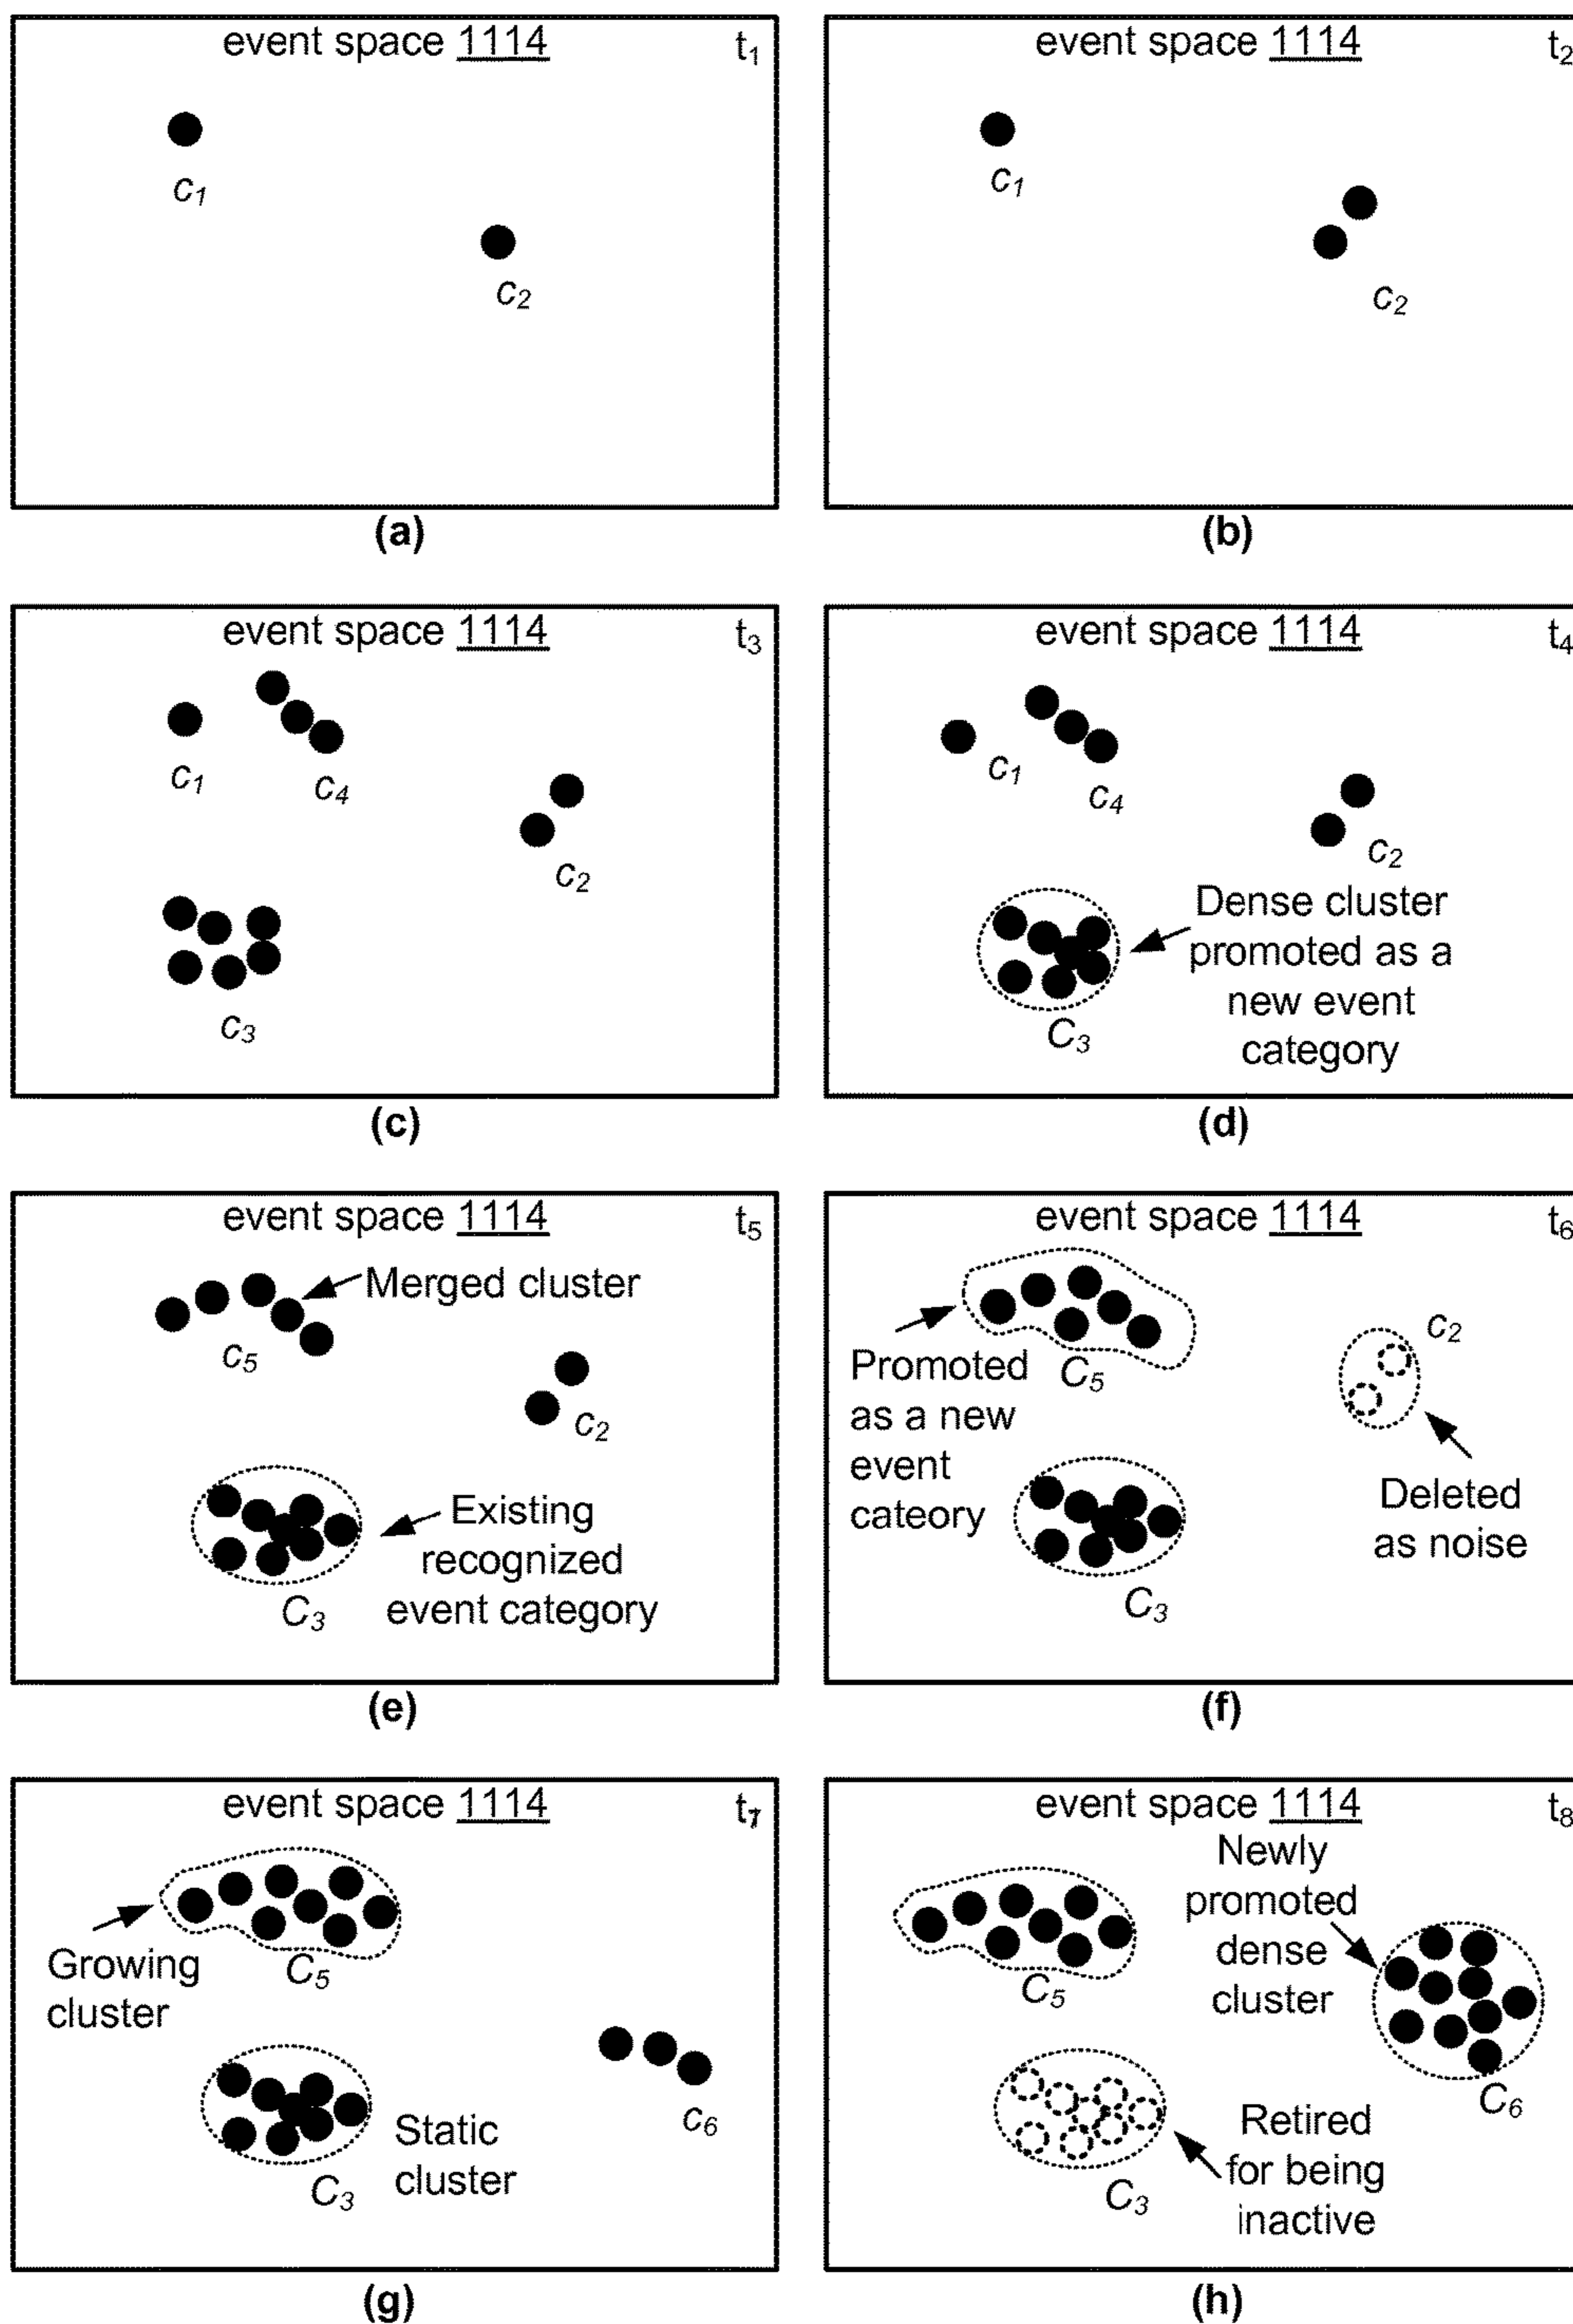 event space 1114 t1
c1
c2
(a)
event space 1114 t2
c1
c2
(b)
event space 1114 t3
c1
c4
c2
c3
(c)
event space 1114 t4
c1
c4
c2
Dense cluster
promoted as a
new event
category
C3
(d)
event space 1114 t5
Merged cluster
c5
c2
Existing
recognized
event category
C3
(e)
event space 1114 t6
c2
Promoted
as a new
event
cateory
C5
Deleted
as noise
C3
(f)
event space 1114 t7
Growing
cluster
C5
c6
Static
cluster
C3
(g)
event space 1114 t8
Newly
promoted
dense
cluster
C5
C6
Retired
for being
inactive
C3
(h)